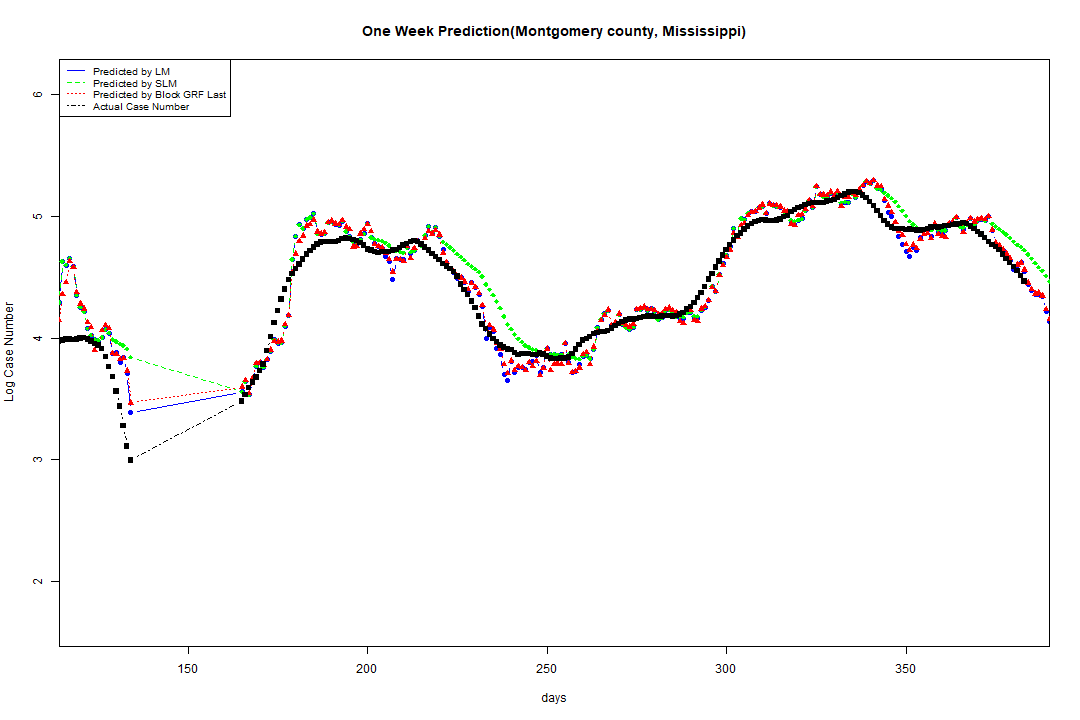 One Week Prediction(Montgomery county, Mississippi)
Predicted by LM
Predicted by SLM
Predicted by Block GRF Last
Actual Case Number
6
5
4
3
2
Log Case Number
150
200
250
300
350
days